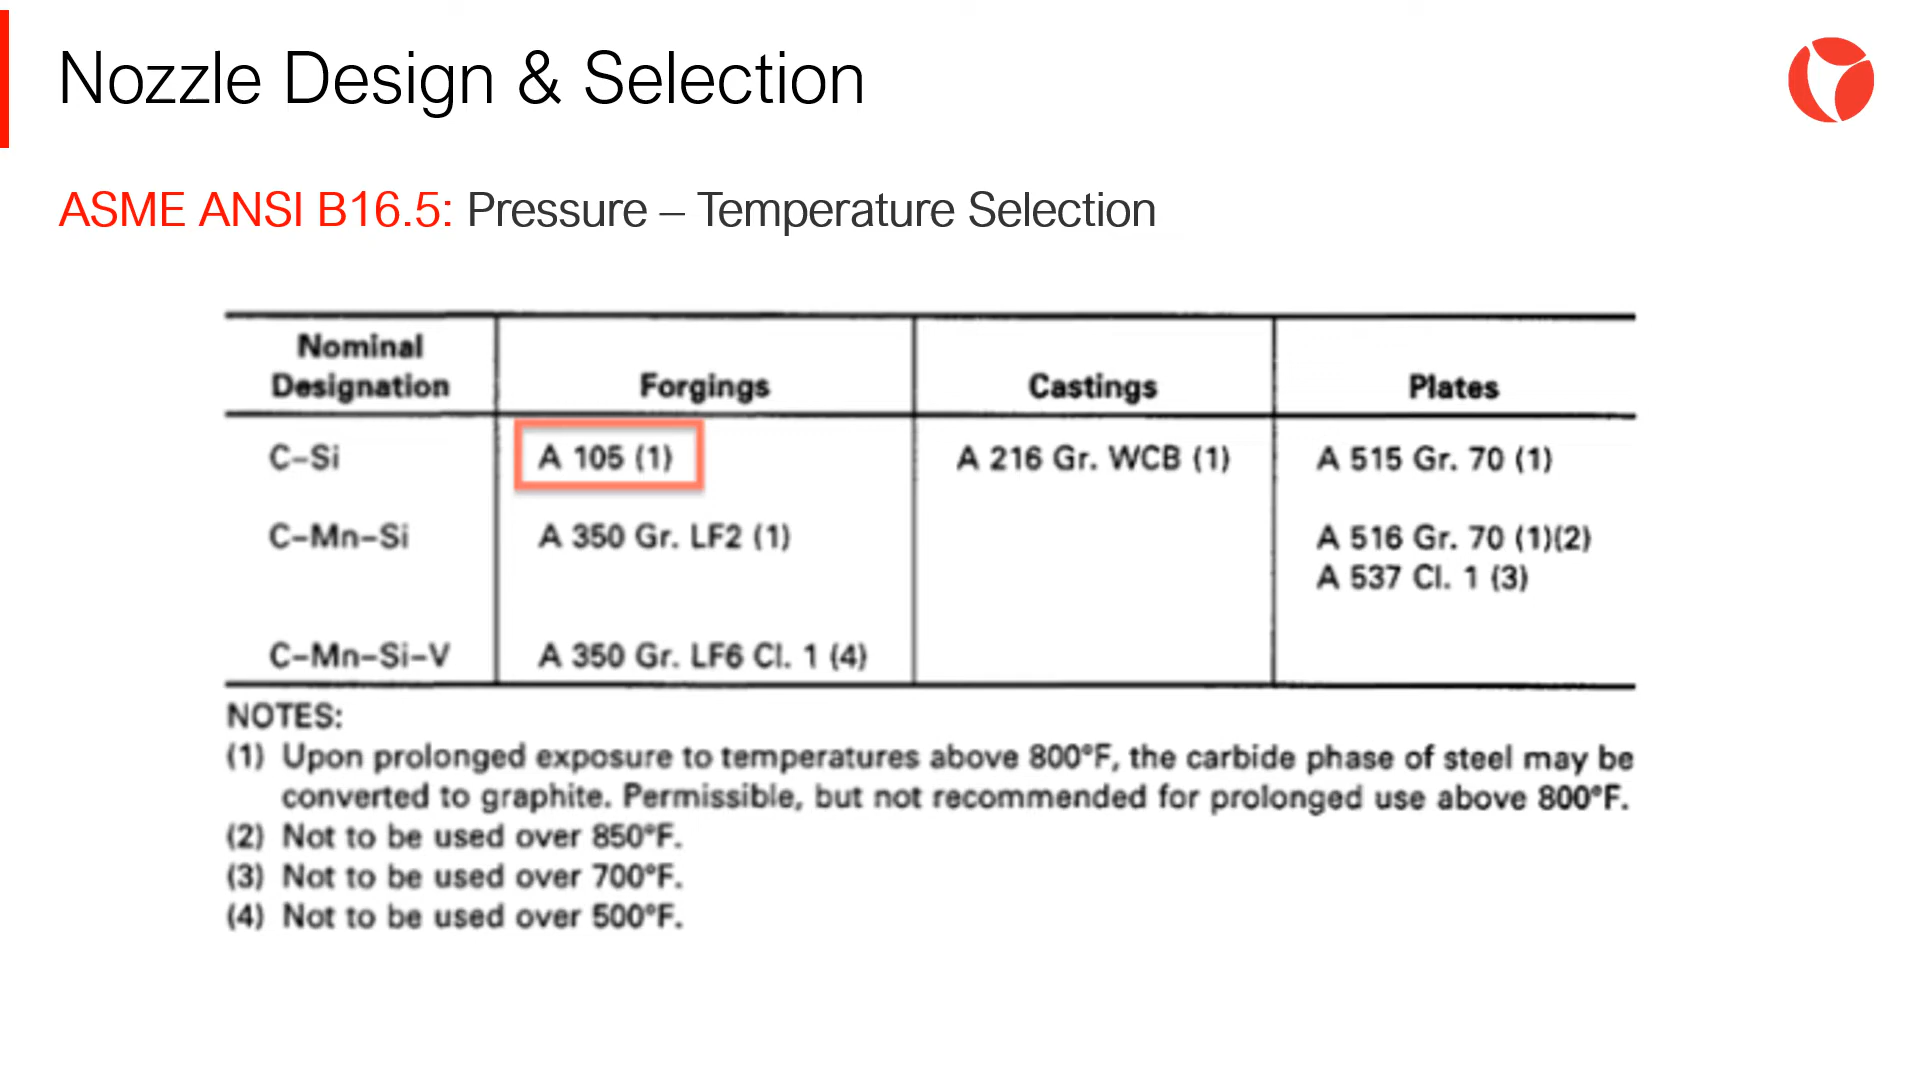 Nozzle Design & Selection
ASME ANSI B16.5: Pressure – Temperature Selection
Nominal
Designation Forgings Castings Plates
C–Si A 105 (1) A 216 Gr. WCB (1) A 515 Gr. 70 (1)
C–Mn–Si A 350 Gr. LF2 (1) A 516 Gr. 70 (1)(2)
A 537 Cl. 1 (3)
C–Mn–Si–V A 350 Gr. LF6 Cl. 1 (4)
NOTES:
(1) Upon prolonged exposure to temperatures above 800°F, the carbide phase of steel may be
converted to graphite. Permissible, but not recommended for prolonged use above 800°F.
(2) Not to be used over 850°F.
(3) Not to be used over 700°F.
(4) Not to be used over 500°F.